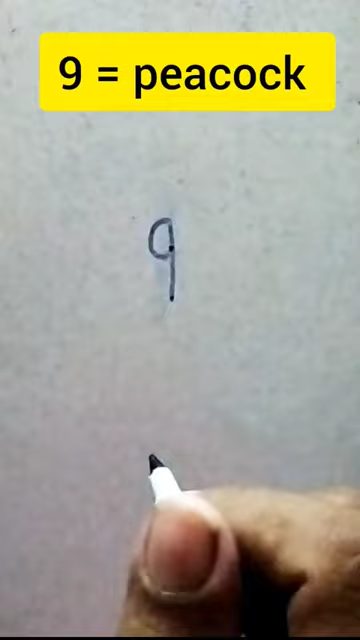 9 = peacock
9